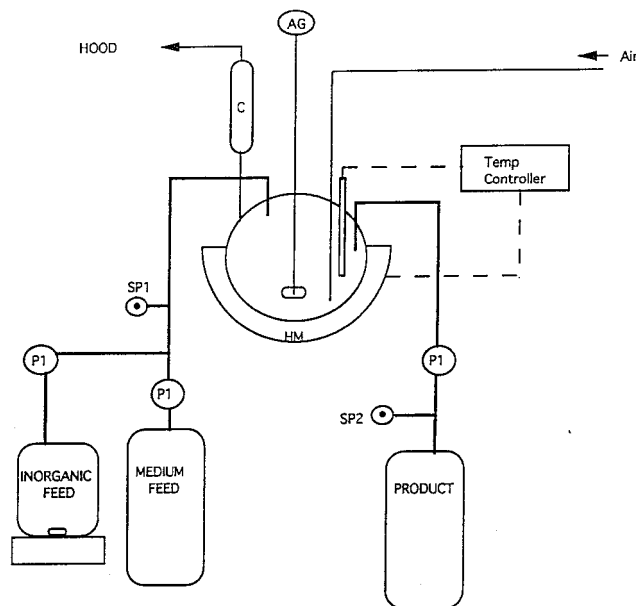 AG
HOOD
Air
C
Temp
Controller
SP1
HM
P1
P1
P1
SP2
INORGANIC
FEED
MEDIUM
FEED
PRODUCT